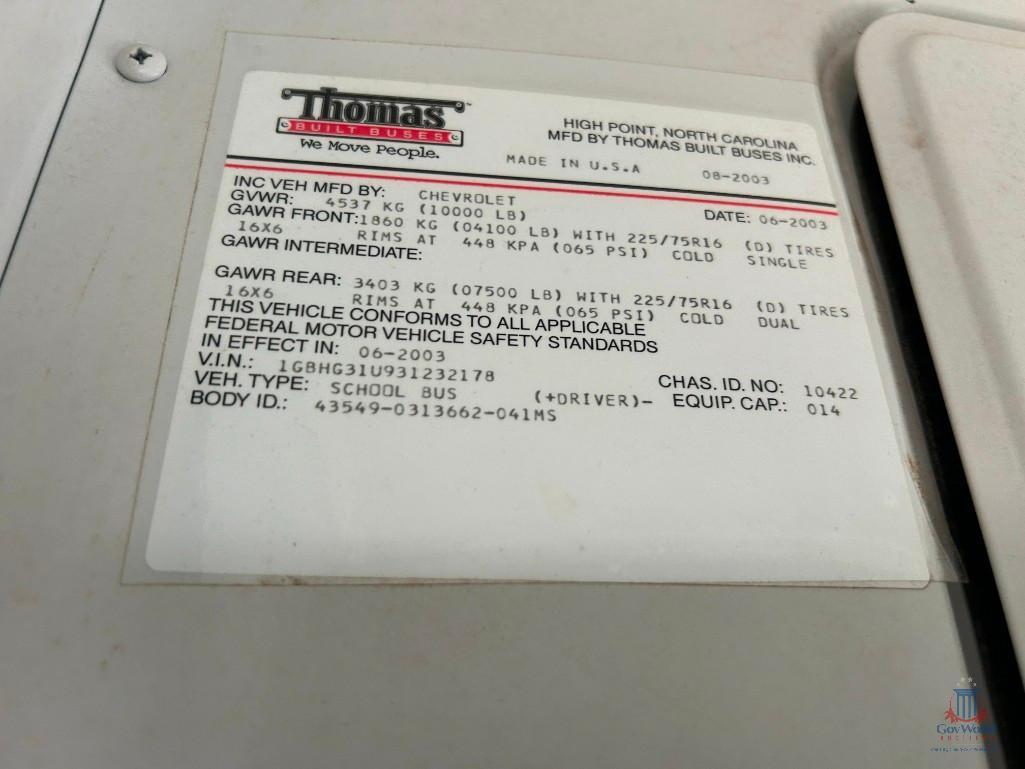 Thomas
BUILT BUSES
We Move People.
HIGH POINT, NORTH CAROLINA
MFD BY THOMAS BUILT BUSES INC.
MADE IN U.S.A 08-2003
INC VEH MFD BY: CHEVROLET DATE: 06-2003
GVWR: 4537 KG (10000 LB)
GAWR FRONT: 1860 KG (04100 LB) WITH 225/75R16 (D) TIRES
16X6 RIMS AT 448 KPA (065 PSI) COLD SINGLE
GAWR INTERMEDIATE:
GAWR REAR: 3403 KG (07500 LB) WITH 225/75R16 (D) TIRES
16X6 RIMS AT 448 KPA (065 PSI) COLD DUAL
THIS VEHICLE CONFORMS TO ALL APPLICABLE
FEDERAL MOTOR VEHICLE SAFETY STANDARDS
IN EFFECT IN: 06-2003
V.I.N.: 1GBHG31U931232178 CHAS. ID. NO: 10422
VEH. TYPE: SCHOOL BUS (+DRIVER)- EQUIP. CAP.: 014
BODY ID.: 43549-0313662-041MS